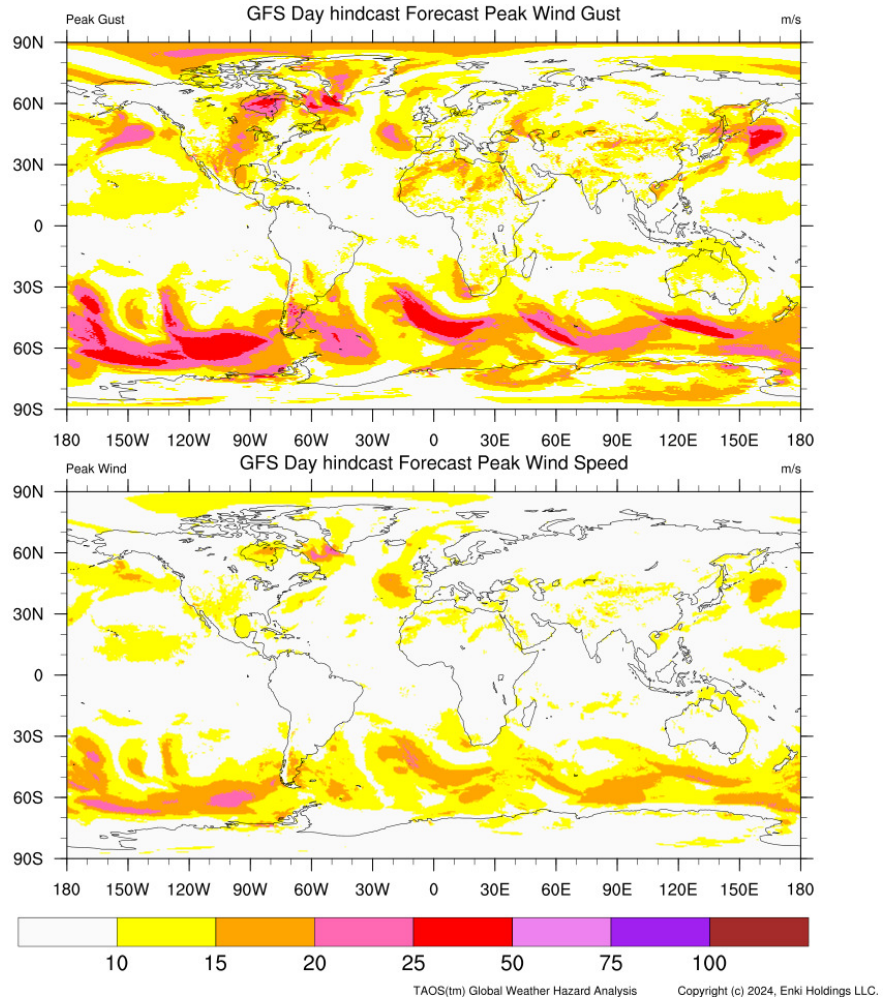 GFS Day hindcast Forecast Peak Wind Gust
Peak Gust m/s
90N
60N
30N
0
30S
60S
90S
180 150W 120W 90W 60W 30W 0 30E 60E 90E 120E 150E 180
GFS Day hindcast Forecast Peak Wind Speed
Peak Wind m/s
90N
60N
30N
0
30S
60S
90S
180 150W 120W 90W 60W 30W 0 30E 60E 90E 120E 150E 180
10 15 20 25 50 75 100
TAOS(tm) Global Weather Hazard Analysis Copyright (c) 2024, Enki Holdings LLC.